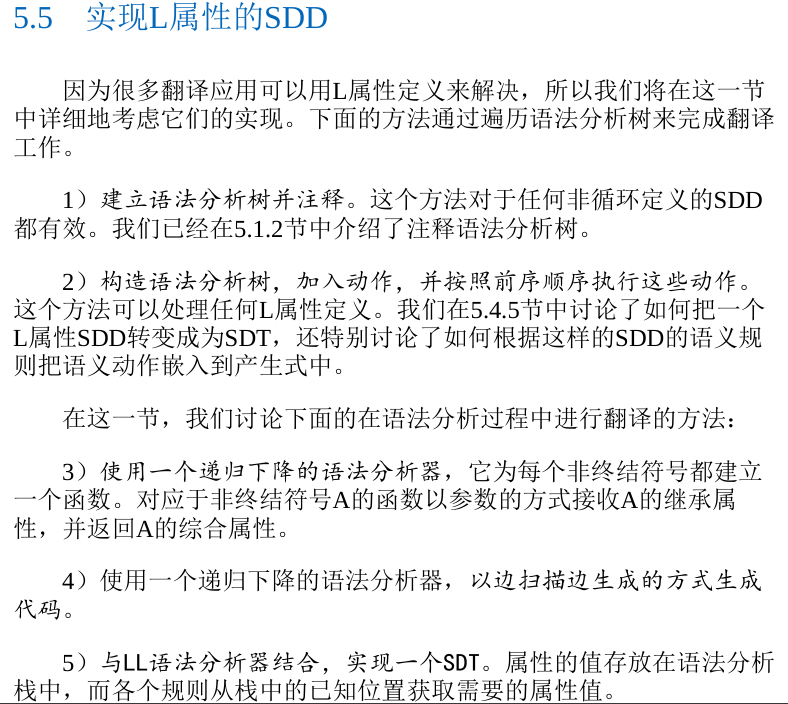 5.5 实现L属性的SDD
因为很多翻译应用可以用L属性定义来解决，所以我们将在这一节
中详细地考虑它们的实现。下面的方法通过遍历语法分析树来完成翻译
工作。
1）建立语法分析树并注释。这个方法对于任何非循环定义的SDD
都有效。我们已经在5.1.2节中介绍了注释语法分析树。
2）构造语法分析树，加入动作，并按照前序顺序执行这些动作。
这个方法可以处理任何L属性定义。我们在5.4.5节中讨论了如何把一个
L属性SDD转变成为SDT，还特别讨论了如何根据这样的SDD的语义规
则把语义动作嵌入到产生式中。
在这一节，我们讨论下面的在语法分析过程中进行翻译的方法：
3）使用一个递归下降的语法分析器，它为每个非终结符号都建立
一个函数。对应于非终结符号A的函数以参数的方式接收A的继承属
性，并返回A的综合属性。
4）使用一个递归下降的语法分析器，以边扫描边生成的方式生成
代码。
5）与LL语法分析器结合，实现一个SDT。属性的值存放在语法分析
栈中，而各个规则从栈中的已知位置获取需要的属性值。